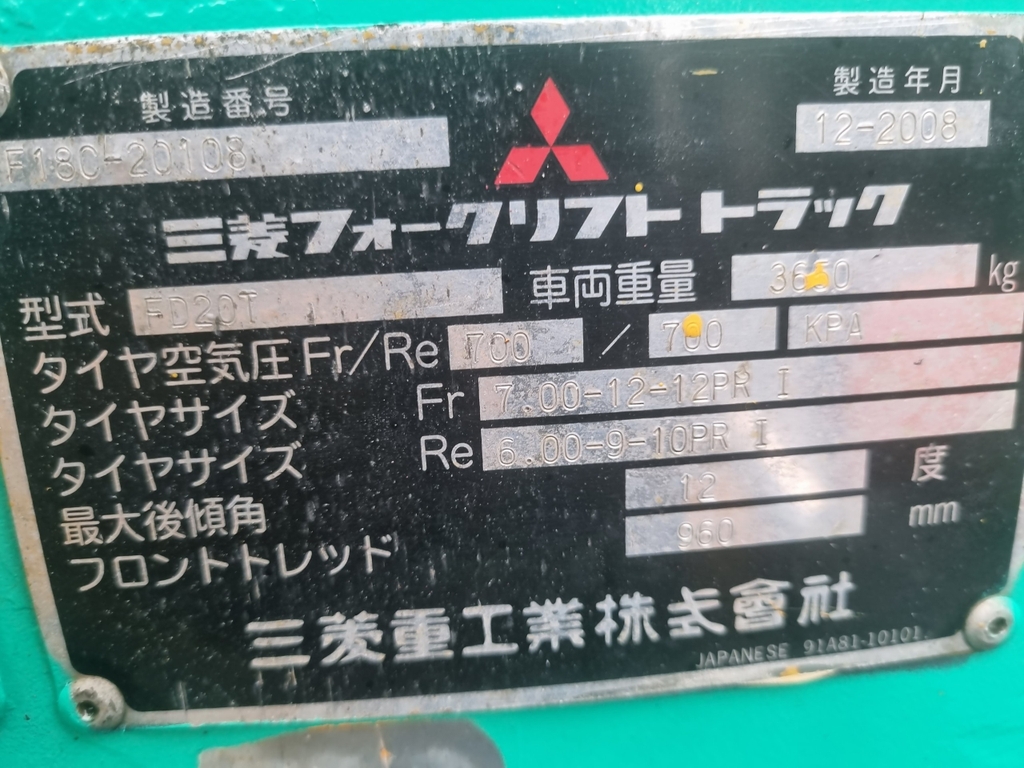 製造番号 製造年月
F18C-20108 12-2008
三菱フォークリフト トラック
型式 FD20T 車両重量 3650 kg
タイヤ空気圧 Fr/Re 700 / 700 KPA
タイヤサイズ Fr 7.00-12-12PR I
タイヤサイズ Re 6.00-9-10PR I
最大後傾角 12 度
フロントトレッド 960 mm
三菱重工業株式會社
JAPANESE 91A81-10101